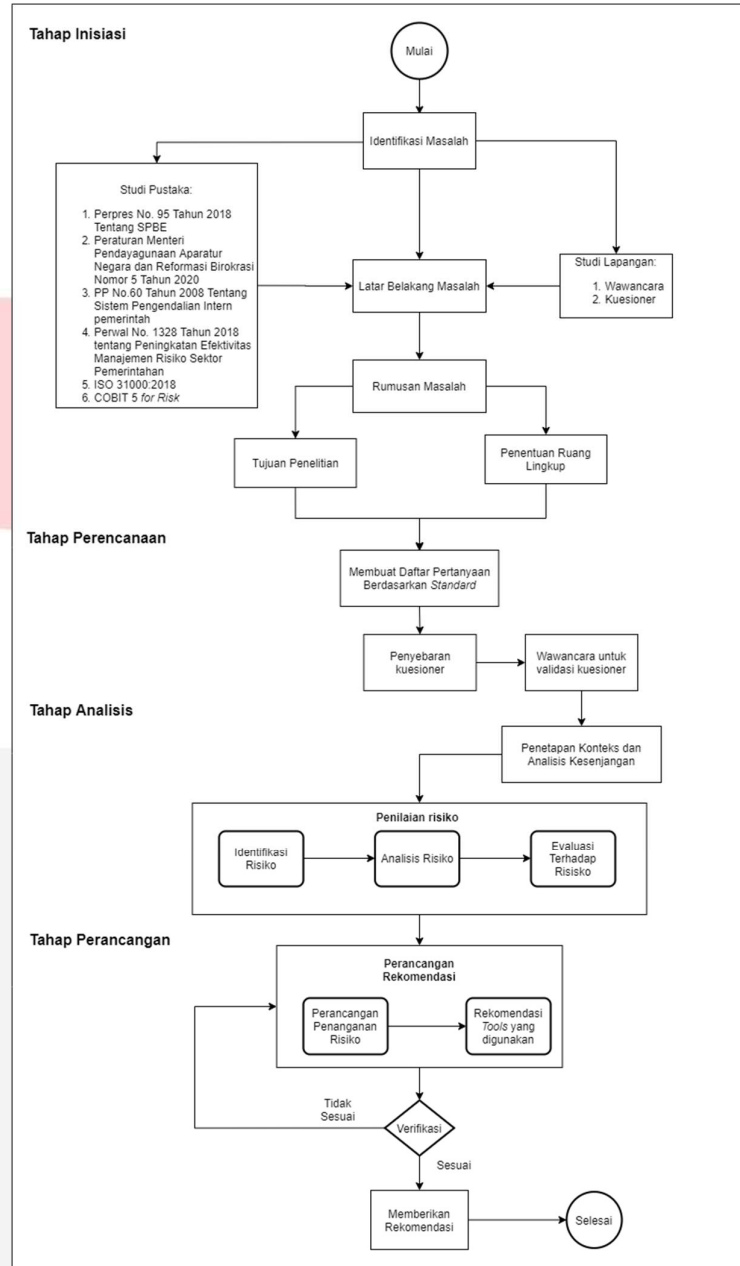 Tahap Inisiasi
Mulai
Identifikasi Masalah
Studi Pustaka:
1. Perpres No. 95 Tahun 2018
Tentang SPBE
2. Peraturan Menteri
Pendayagunaan Aparatur
Negara dan Reformasi Birokrasi
Nomor 5 Tahun 2020
3. PP No.60 Tahun 2008 Tentang
Sistem Pengendalian Intern
pemerintah
4. Perwal No. 1328 Tahun 2018
tentang Peningkatan Efektivitas
Manajemen Risiko Sektor
Pemerintahan
5. ISO 31000:2018
6. COBIT 5 for Risk
Latar Belakang Masalah
Studi Lapangan:
1. Wawancara
2. Kuesioner
Rumusan Masalah
Tujuan Penelitian
Penentuan Ruang
Lingkup
Tahap Perencanaan
Membuat Daftar Pertanyaan
Berdasarkan Standard
Penyebaran
kuesioner
Wawancara untuk
validasi kuesioner
Tahap Analisis
Penetapan Konteks dan
Analisis Kesenjangan
Penilaian risiko
Identifikasi
Risiko
Analisis Risiko
Evaluasi
Terhadap
Risisko
Tahap Perancangan
Perancangan
Rekomendasi
Perancangan
Penanganan
Risiko
Rekomendasi
Tools yang
digunakan
Tidak
Sesuai
Verifikasi
Sesuai
Memberikan
Rekomendasi
Selesai